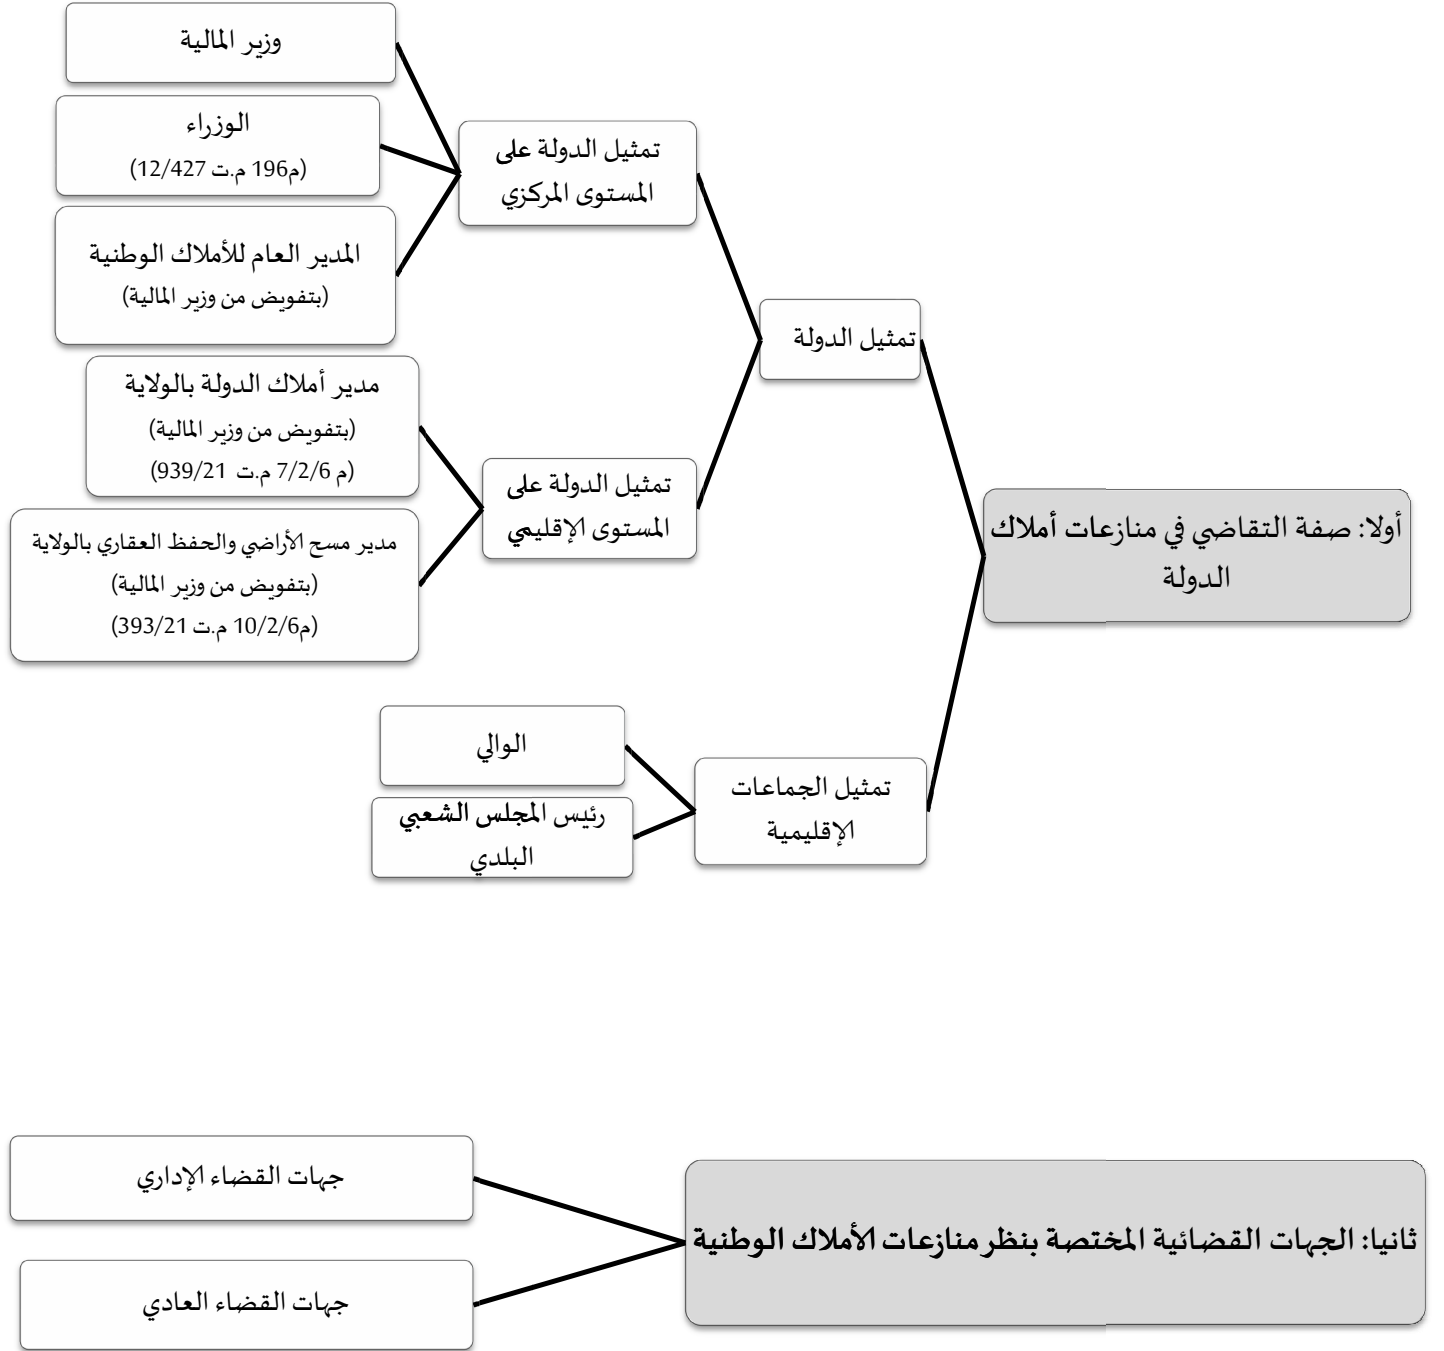 أولا: صفة التقاضي في منازعات أملاك
الدولة
تمثيل الدولة
تمثيل الدولة على
المستوى المركزي
وزير المالية
الوزراء
(م196 م.ت 12/427)
المدير العام للأملاك الوطنية
(بتفويض من وزير المالية)
تمثيل الدولة على
المستوى الإقليمي
مدير أملاك الدولة بالولاية
(بتفويض من وزير المالية)
(م 7/2/6 م.ت 939/21)
مدير مسح الأراضي والحفظ العقاري بالولاية
(بتفويض من وزير المالية)
(م10/2/6 م.ت 393/21)
تمثيل الجماعات
الإقليمية
الوالي
رئيس المجلس الشعبي
البلدي
ثانيا: الجهات القضائية المختصة بنظر منازعات الأملاك الوطنية
جهات القضاء الإداري
جهات القضاء العادي